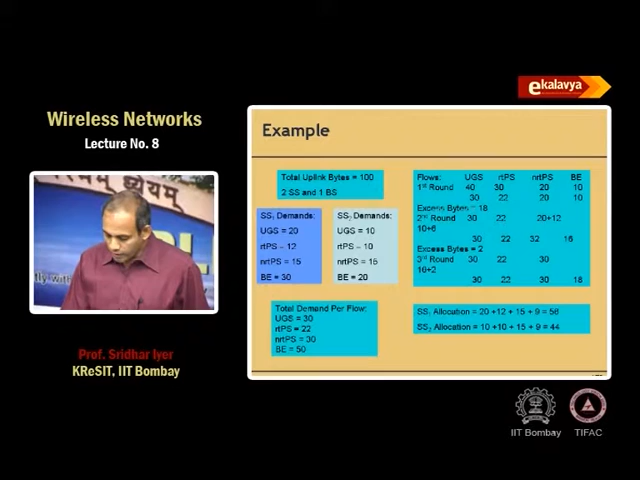 ekalavya
Wireless Networks
Lecture No. 8
Example
Total Uplink Bytes = 100
2 SS and 1 BS
SS1 Demands:
UGS = 20
rtPS = 12
nrtPS = 15
BE = 30
SS2 Demands:
UGS = 10
rtPS = 10
nrtPS = 15
BE = 20
Total Demand Per Flow:
UGS = 30
rtPS = 22
nrtPS = 30
BE = 50
Flows: UGS rtPS nrtPS BE
1st Round 40 30 20 10
30 22 20 10
Excess Bytes = 18
2nd Round 30 22 20+12
10+6
30 22 32 16
Excess Bytes = 2
3rd Round 30 22 30
16+2
30 22 30 18
SS1 Allocation = 20 +12 + 15 + 9 = 56
SS2 Allocation = 10 +10 + 15 + 9 = 44
Prof. Sridhar Iyer
KReSIT, IIT Bombay
IIT Bombay
TIFAC